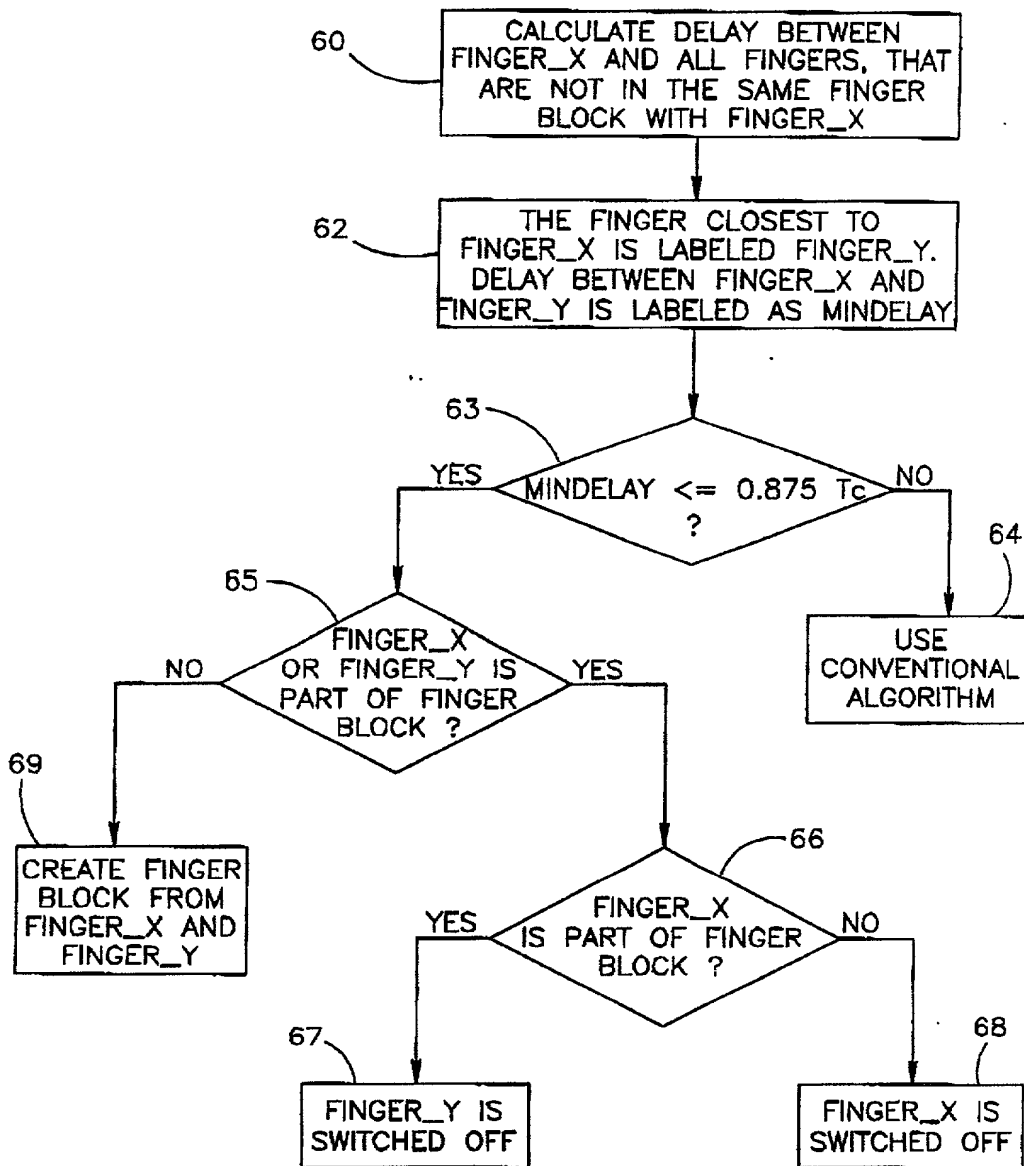 60
CALCULATE DELAY BETWEEN
FINGER_X AND ALL FINGERS, THAT
ARE NOT IN THE SAME FINGER
BLOCK WITH FINGER_X
62
THE FINGER CLOSEST TO
FINGER_X IS LABELED FINGER_Y.
DELAY BETWEEN FINGER_X AND
FINGER_Y IS LABELED AS MINDELAY
63
YES
MINDELAY <= 0.875 Tc
?
NO
64
USE
CONVENTIONAL
ALGORITHM
65
NO
FINGER_X
OR FINGER_Y IS
PART OF FINGER
BLOCK ?
YES
69
CREATE FINGER
BLOCK FROM
FINGER_X AND
FINGER_Y
66
YES
FINGER_X
IS PART OF FINGER
BLOCK ?
NO
67
FINGER_Y IS
SWITCHED OFF
68
FINGER_X IS
SWITCHED OFF